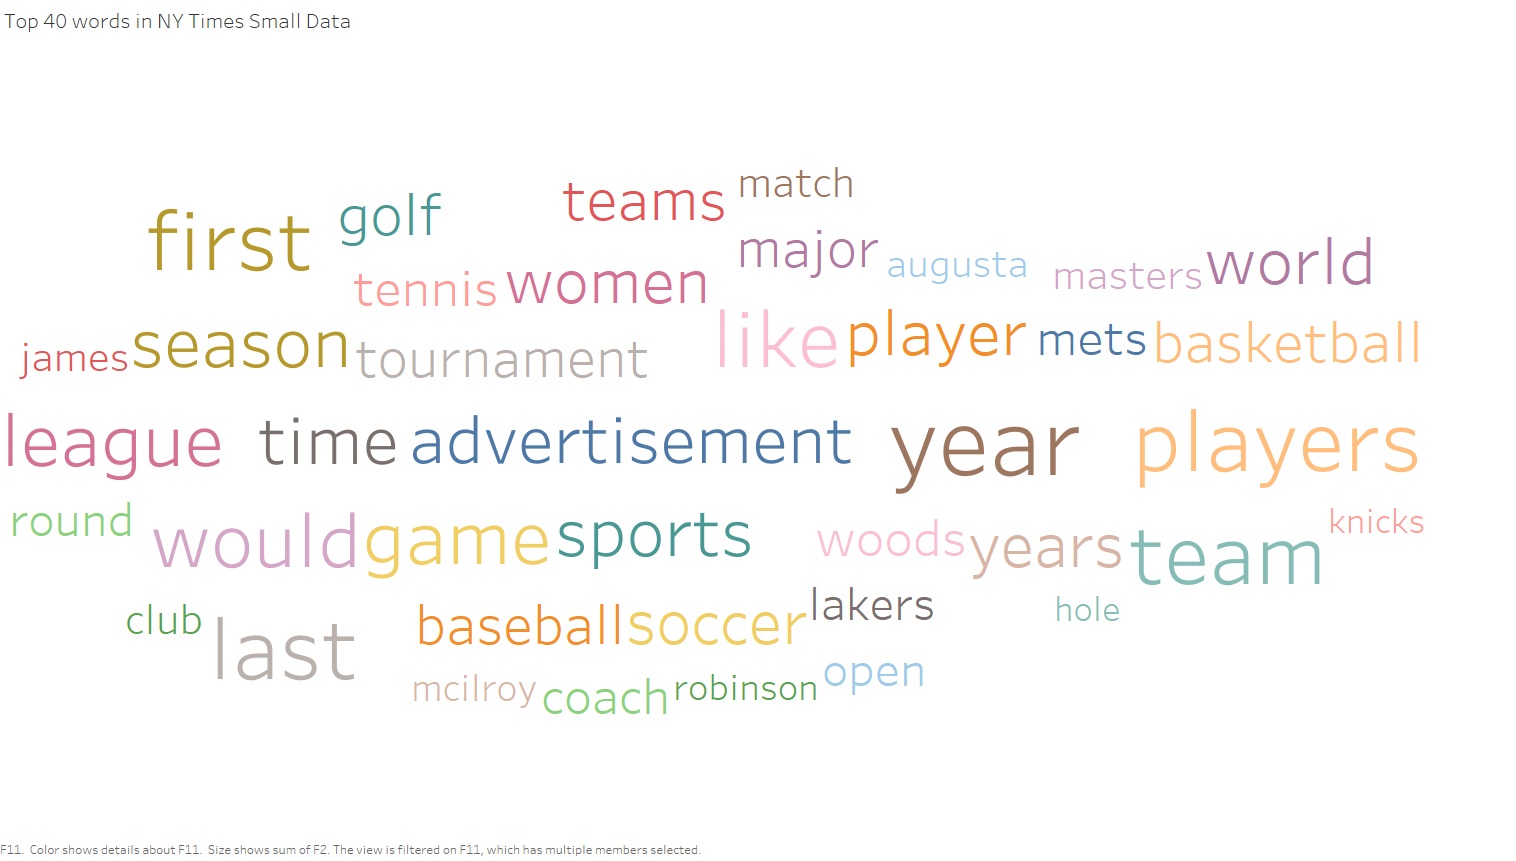 Top 40 words in NY Times Small Data
match
teams
golf
first
major
world
augusta
masters
women
tennis
like
player
mets
basketball
season
james
tournament
league
time
advertisement
year
players
round
knicks
would
game
sports
woods
years
team
club
last
baseball
soccer
lakers
hole
open
mcilroy
coach
robinson
F11. Color shows details about F11. Size shows sum of F2. The view is filtered on F11, which has multiple members selected.